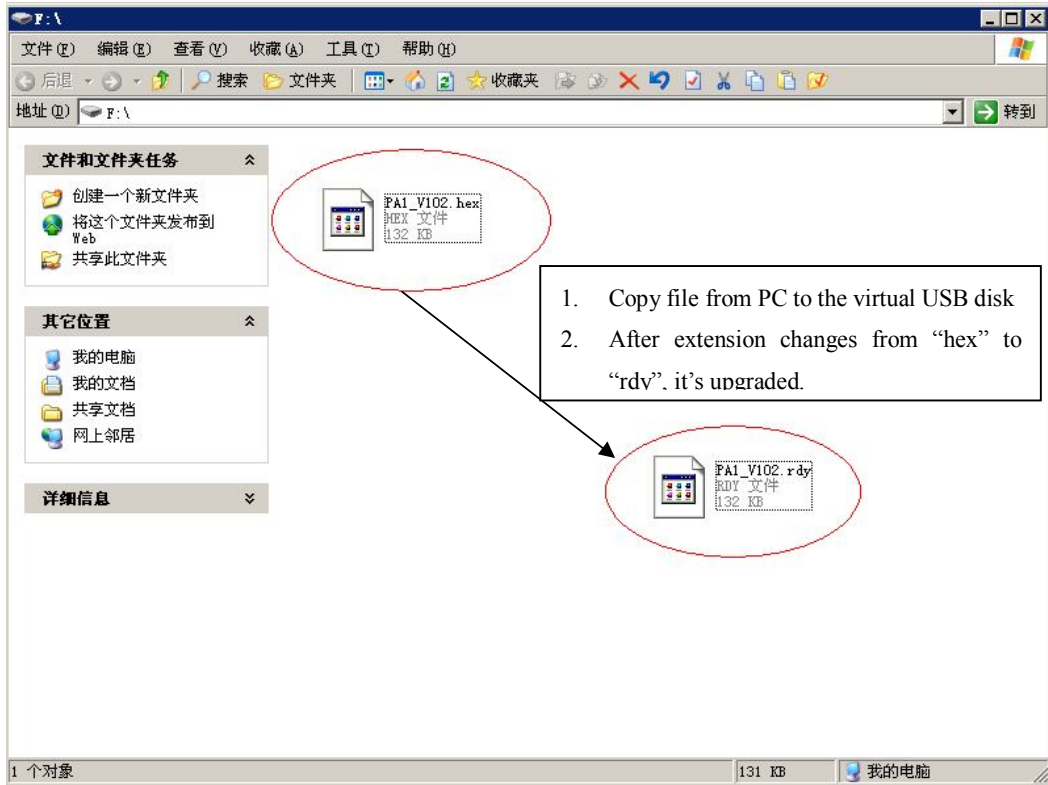 F:\
文件(F) 编辑(E) 查看(V) 收藏(A) 工具(T) 帮助(H)
后退 搜索 文件夹 收藏夹
地址(D) F:\ 转到
文件和文件夹任务
创建一个新文件夹
将这个文件夹发布到
Web
共享此文件夹
其它位置
我的电脑
我的文档
共享文档
网上邻居
详细信息
PA1_V102.hex
HEX 文件
132 KB
1. Copy file from PC to the virtual USB disk
2. After extension changes from “hex” to
“rdy”, it’s upgraded.
PA1_V102.rdy
RDY 文件
132 KB
1 个对象 131 KB 我的电脑